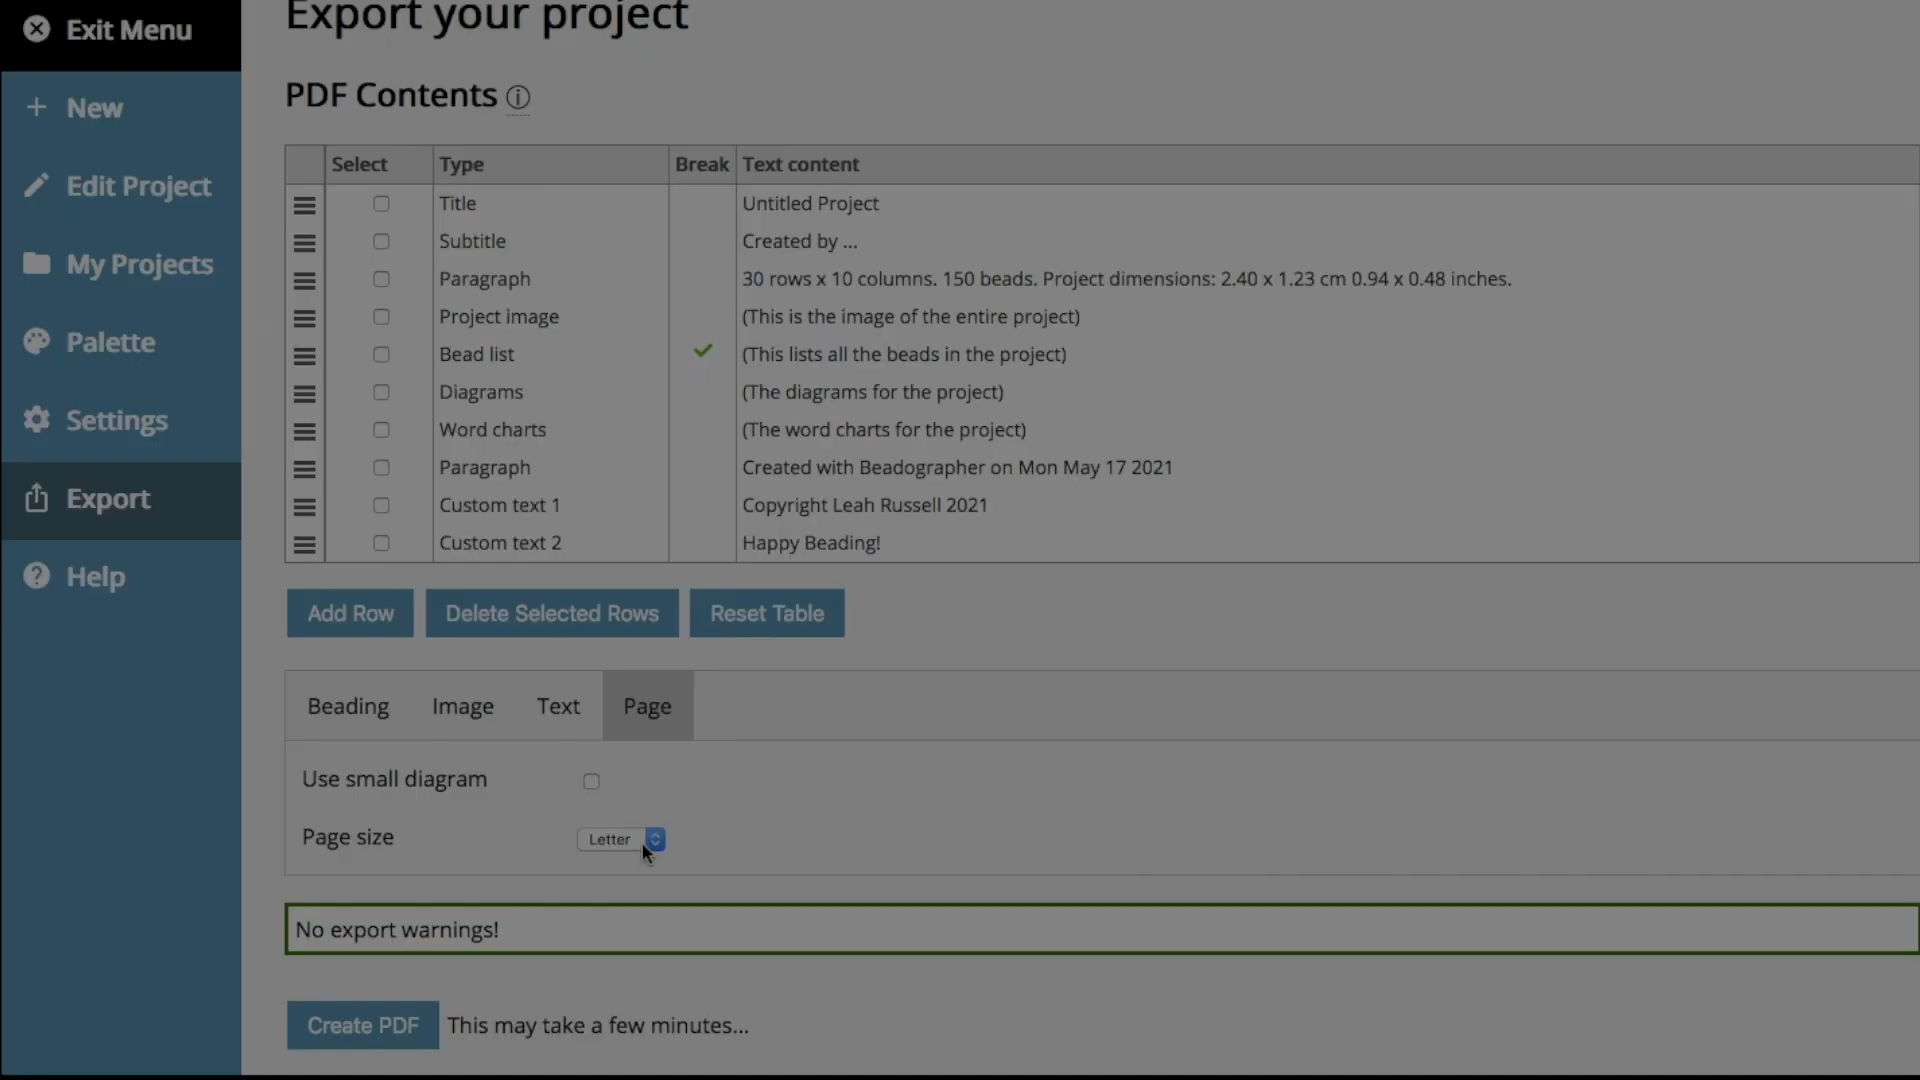 Exit Menu
New
Edit Project
My Projects
Palette
Settings
Export
Help
Export your project
PDF Contents
Select Type Break Text content
Title Untitled Project
Subtitle Created by ...
Paragraph 30 rows x 10 columns. 150 beads. Project dimensions: 2.40 x 1.23 cm 0.94 x 0.48 inches.
Project image (This is the image of the entire project)
Bead list (This lists all the beads in the project)
Diagrams (The diagrams for the project)
Word charts (The word charts for the project)
Paragraph Created with Beadographer on Mon May 17 2021
Custom text 1 Copyright Leah Russell 2021
Custom text 2 Happy Beading!
Add Row Delete Selected Rows Reset Table
Beading Image Text Page
Use small diagram
Page size Letter
No export warnings!
Create PDF This may take a few minutes...